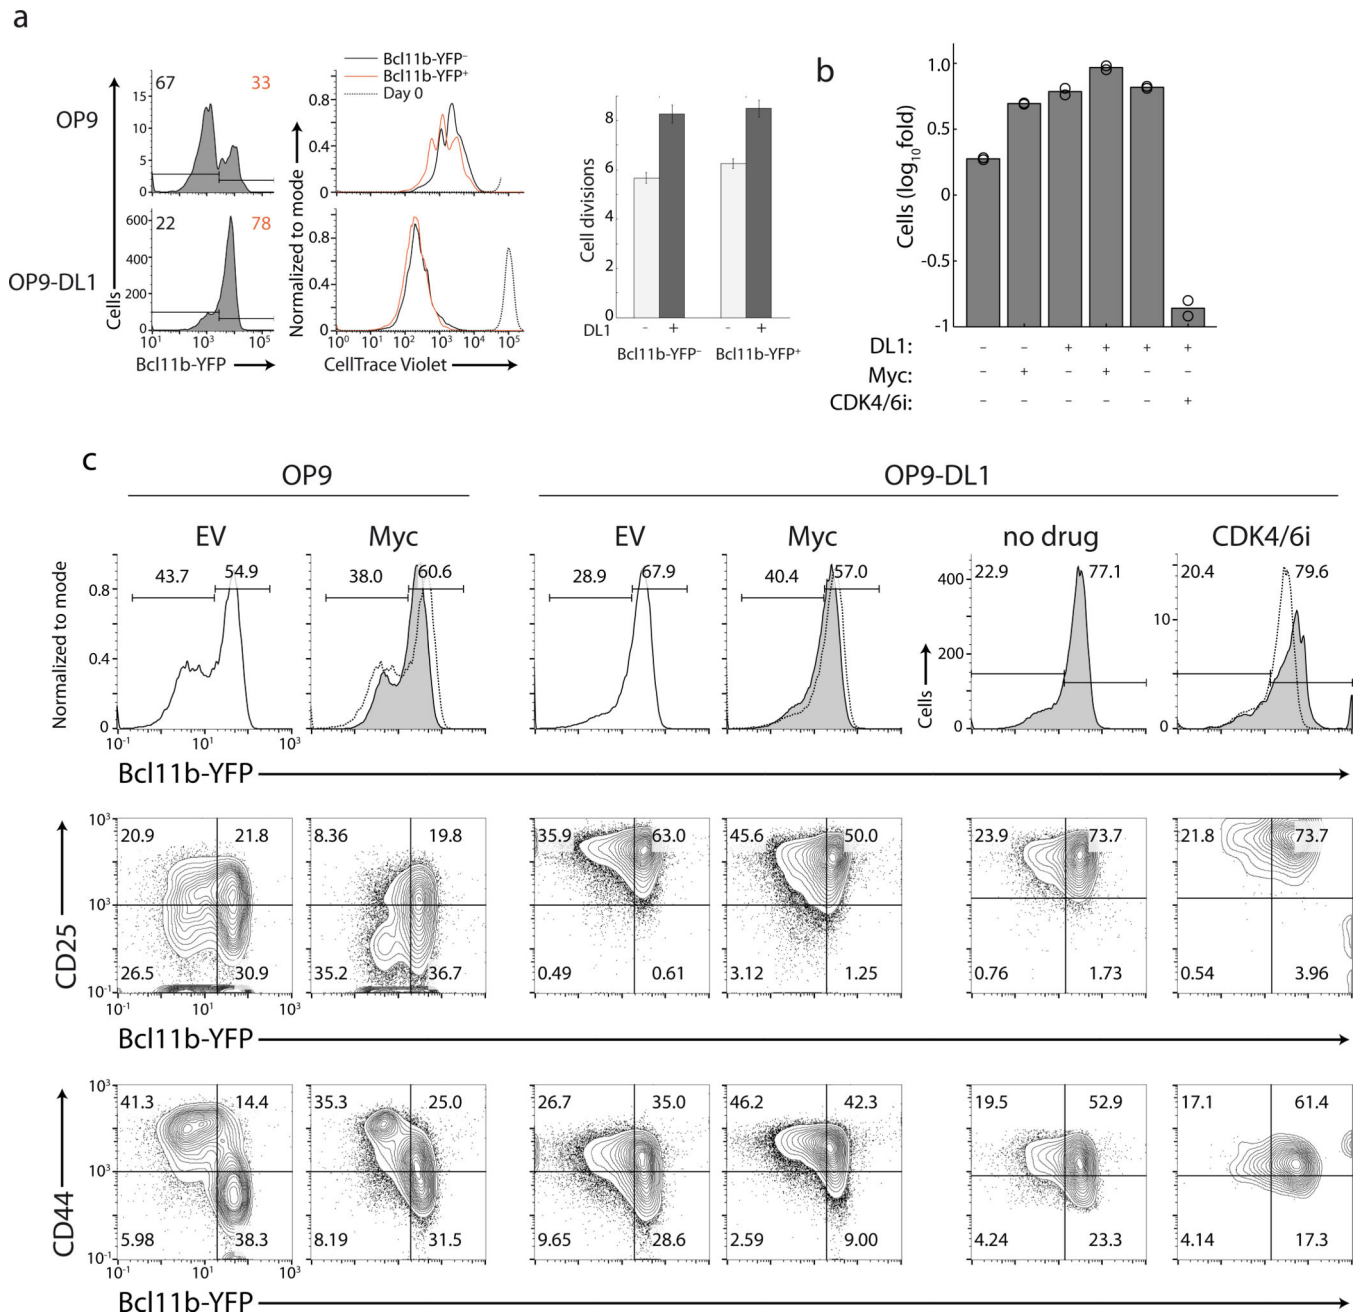 a
OP9
OP9-DL1
67 33
15
10
5
0
22 78
600
400
200
0
Cells
10¹ 10³ 10⁵
Bcl11b-YFP
Bcl11b-YFP⁻
Bcl11b-YFP⁺
Day 0
Normalized to mode
0.8
0.4
0
0.8
0.4
0
10⁰ 10¹ 10² 10³ 10⁴ 10⁵
10⁰ 10¹ 10² 10³ 10⁴ 10⁵
CellTrace Violet
Cell divisions
8
6
4
2
0
DL1 - + - +
Bcl11b-YFP⁻ Bcl11b-YFP⁺
b
Cells (log₁₀fold)
1.0
0.5
0
-0.5
-1
DL1: - - + + + +
Myc: - + - + - -
CDK4/6i: - - - - - +
c
OP9 OP9-DL1
EV Myc EV Myc no drug CDK4/6i
Normalized to mode
0.8
0.4
0
43.7 54.9
38.0 60.6
28.9 67.9
40.4 57.0
22.9 77.1
20.4 79.6
Cells
400
200
0
10
0
10⁻¹ 10¹ 10³
Bcl11b-YFP
CD25
10³
10³
10⁻¹
20.9 21.8
26.5 30.9
8.36 19.8
35.2 36.7
35.9 63.0
0.49 0.61
45.6 50.0
3.12 1.25
23.9 73.7
0.76 1.73
21.8 73.7
0.54 3.96
10⁻¹ 10¹ 10³
Bcl11b-YFP
CD44
10³
10³
10⁻¹
41.3 14.4
5.98 38.3
35.3 25.0
8.19 31.5
26.7 35.0
9.65 28.6
46.2 42.3
2.59 9.00
19.5 52.9
4.24 23.3
17.1 61.4
4.14 17.3
10⁻¹ 10¹ 10³
Bcl11b-YFP